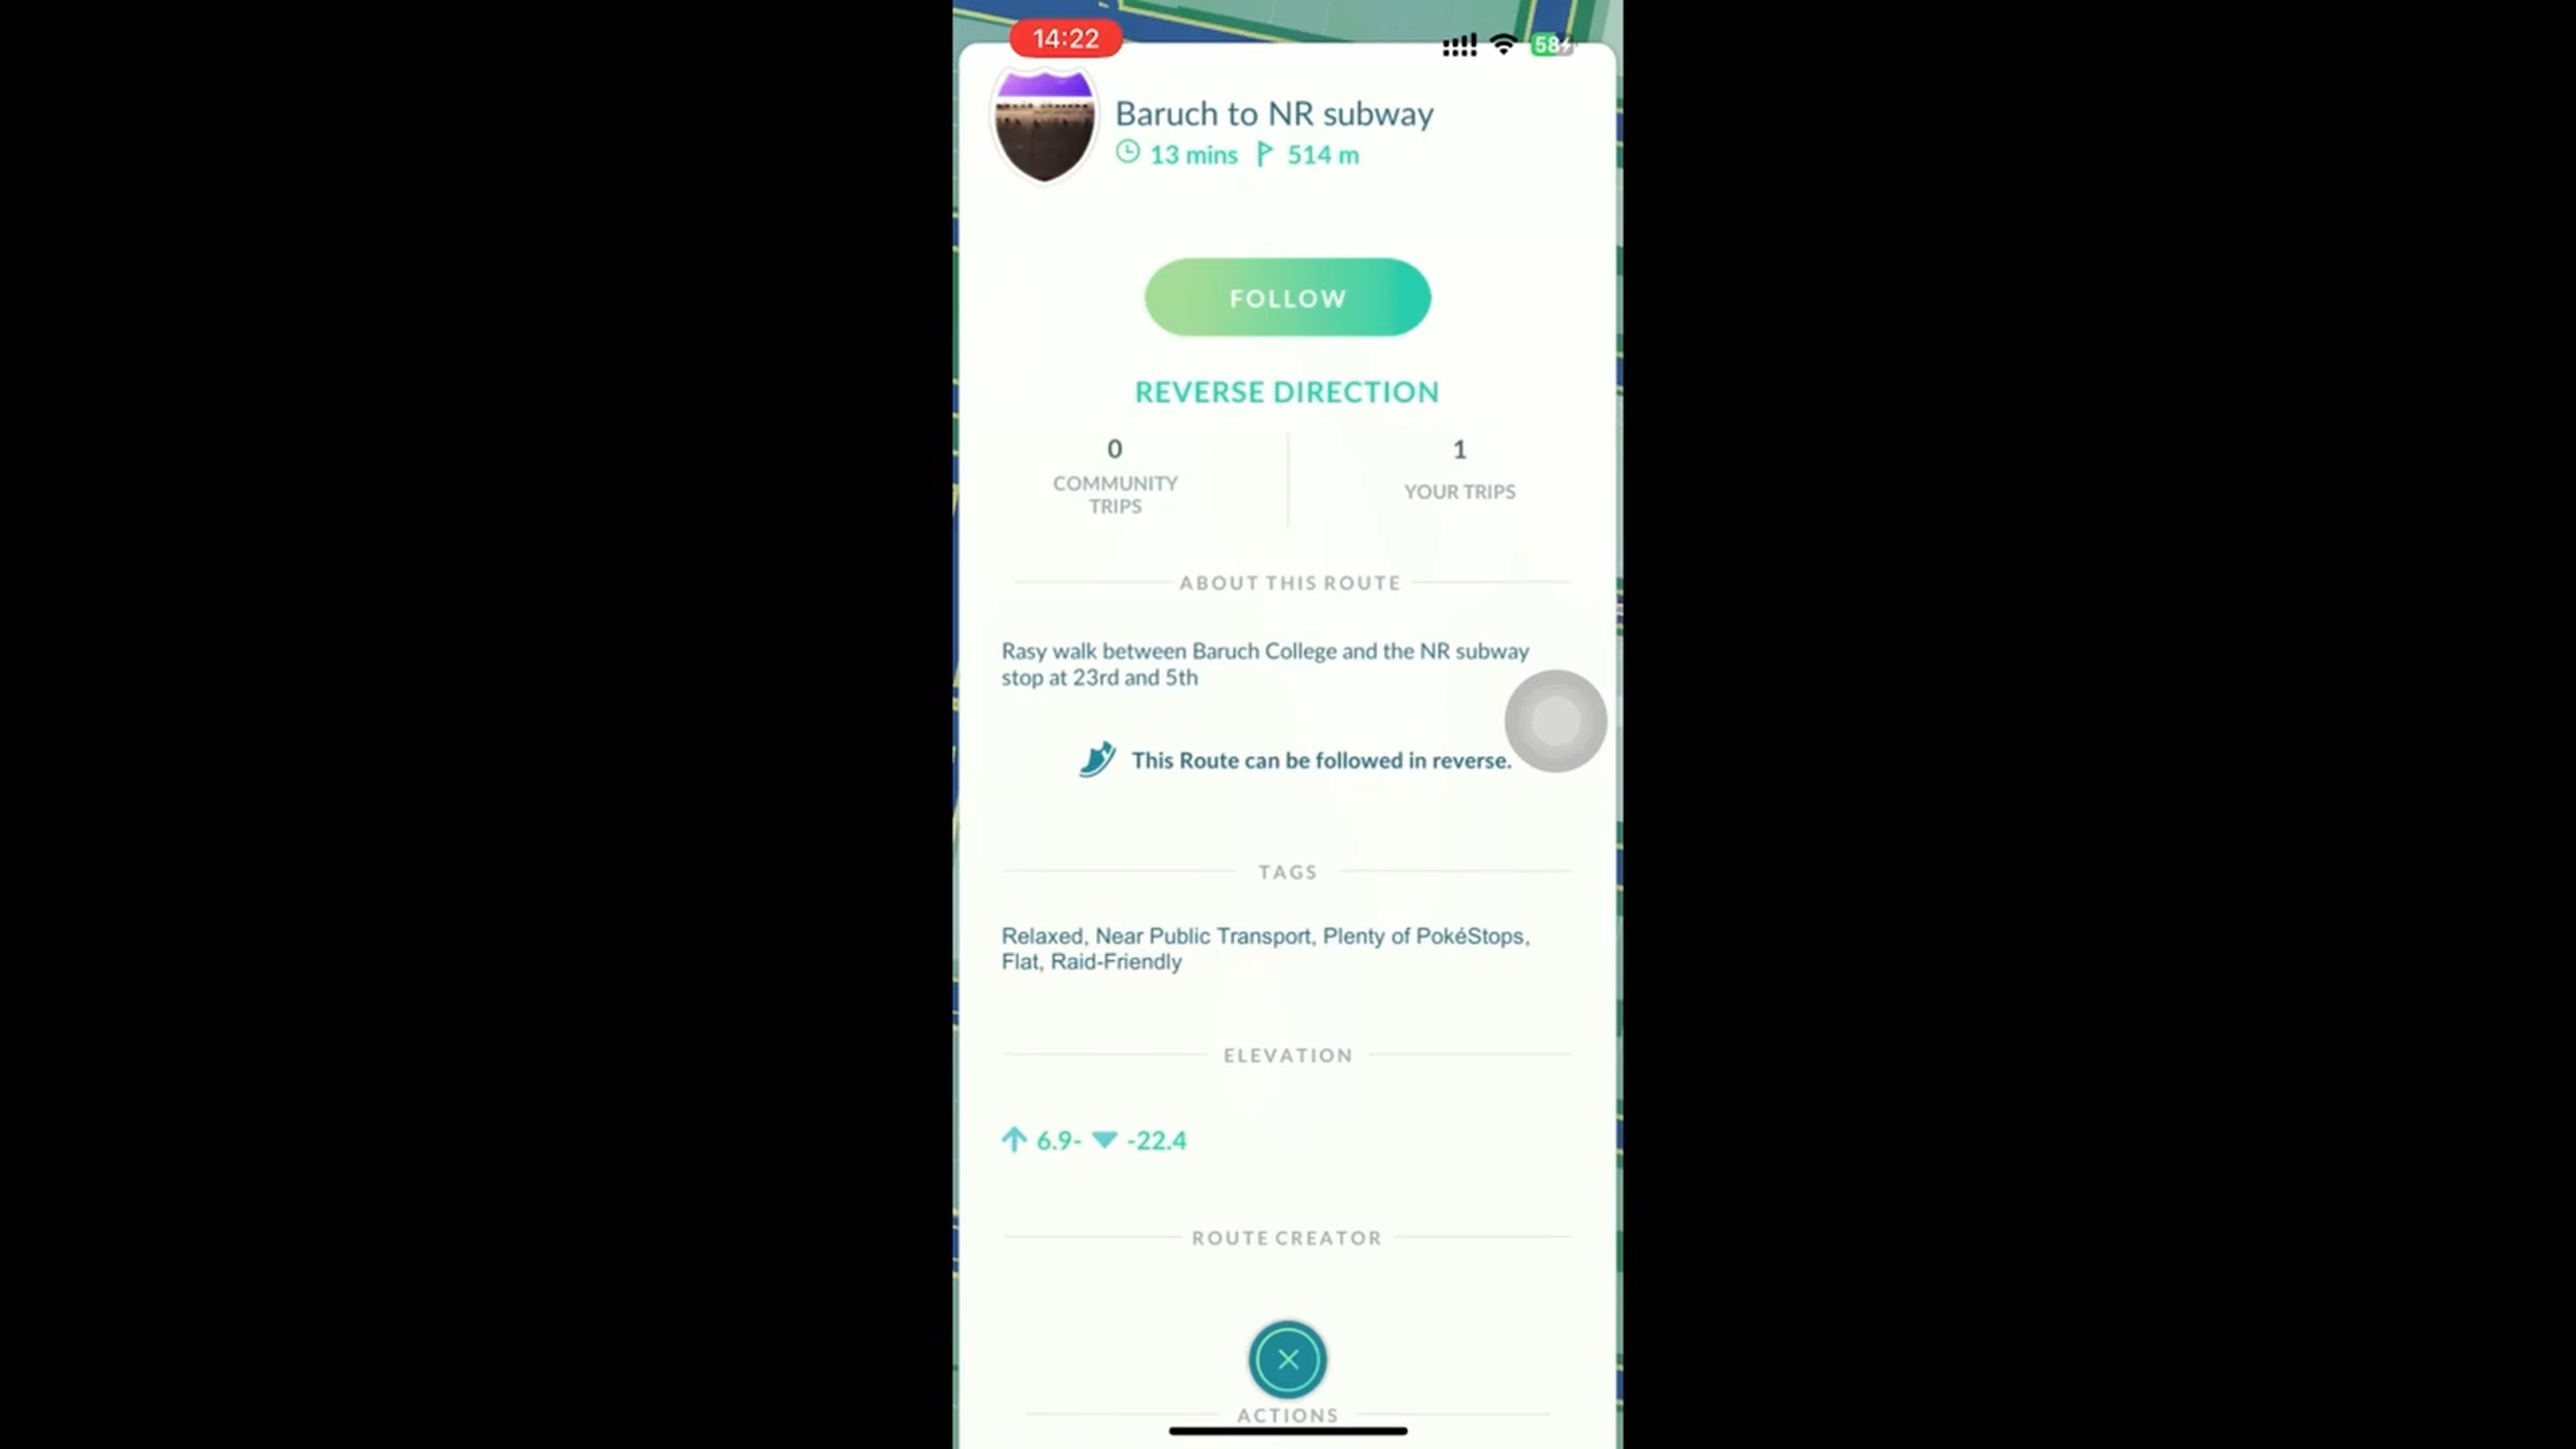 14:22
58
Baruch to NR subway
13 mins 514 m
FOLLOW
REVERSE DIRECTION
0
COMMUNITY
TRIPS
1
YOUR TRIPS
ABOUT THIS ROUTE
Rasy walk between Baruch College and the NR subway
stop at 23rd and 5th
This Route can be followed in reverse.
TAGS
Relaxed, Near Public Transport, Plenty of PokéStops,
Flat, Raid-Friendly
ELEVATION
6.9- -22.4
ROUTE CREATOR
ACTIONS